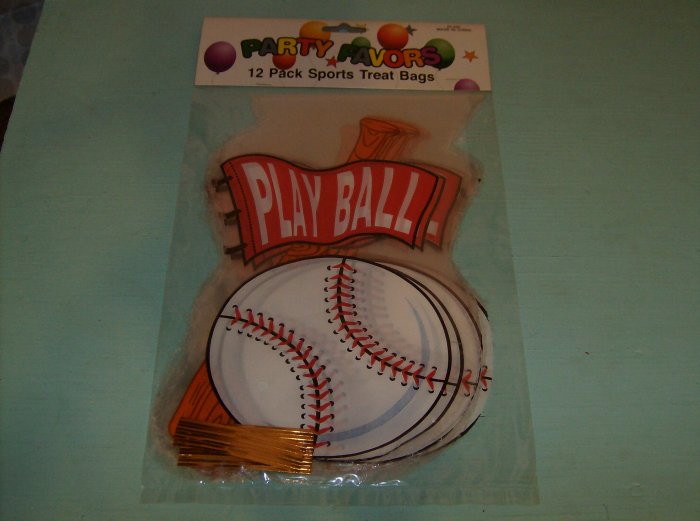 PARTY FAVORS
12 Pack Sports Treat Bags
PLAY BALL